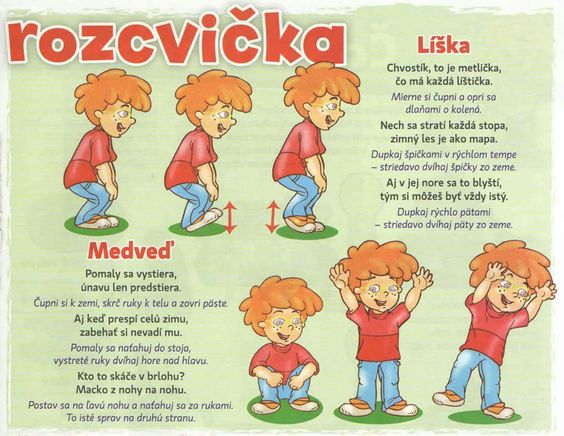 rozcvička
Líška
Chvostík, to je metlička,
čo má každá líštička.
Mierne si čupni a opri sa
dlaňami o kolená.
Nech sa stratí každá stopa,
zimný les je ako mapa.
Dupkaj špičkami v rýchlom tempe
– striedavo dvíhaj špičky zo zeme.
Aj v jej nore sa to blyští,
tým si môžeš byť vždy istý.
Dupkaj rýchlo pätami
– striedavo dvíhaj päty zo zeme.
Medveď
Pomaly sa vystiera,
únavu len predstiera.
Čupni si k zemi, skrč ruky k telu a zovri päste.
Aj keď prespí celú zimu,
zabehať si nevadí mu.
Pomaly sa naťahuj do stoja,
vystreté ruky dvíhaj hore nad hlavu.
Kto to skáče v brlohu?
Macko z nohy na nohu.
Postav sa na ľavú nohu a naťahuj sa za rukami.
To isté sprav na druhú stranu.